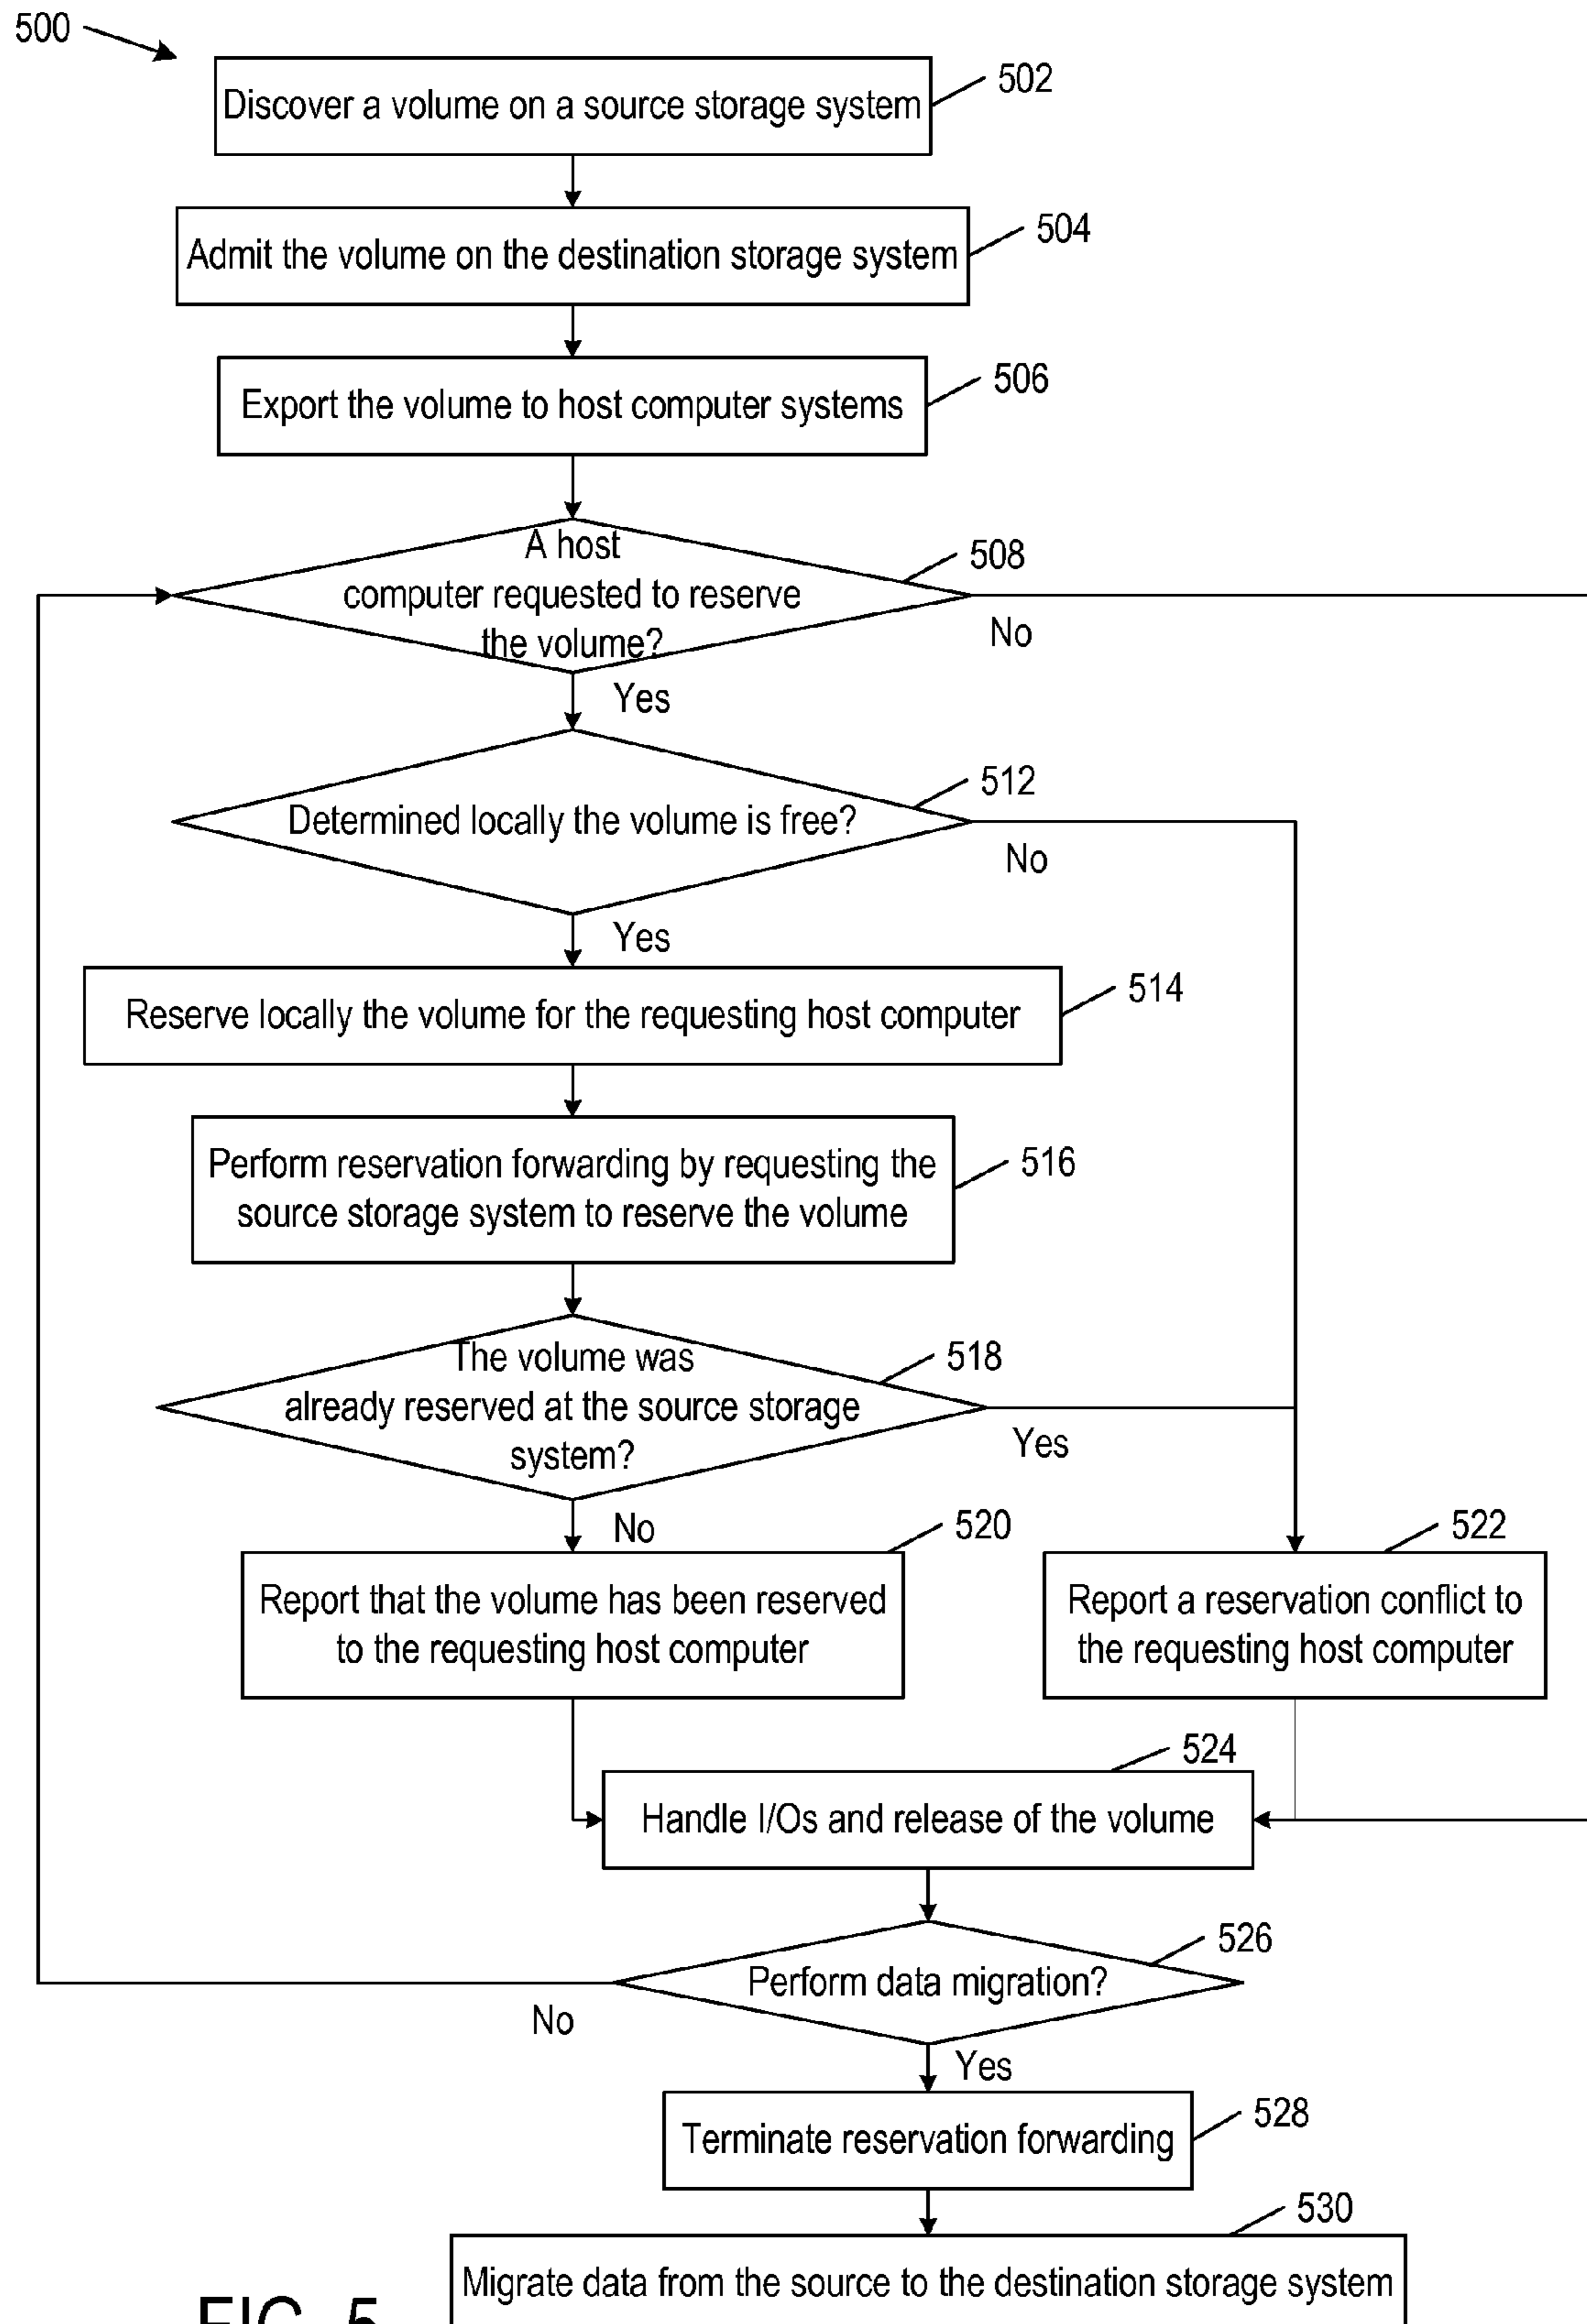 500
502
Discover a volume on a source storage system
504
Admit the volume on the destination storage system
506
Export the volume to host computer systems
508
A host
computer requested to reserve
the volume?
No
Yes
512
Determined locally the volume is free?
No
Yes
514
Reserve locally the volume for the requesting host computer
516
Perform reservation forwarding by requesting the
source storage system to reserve the volume
518
The volume was
already reserved at the source storage
system?
Yes
No
520
Report that the volume has been reserved
to the requesting host computer
522
Report a reservation conflict to
the requesting host computer
524
Handle I/Os and release of the volume
526
Perform data migration?
No
Yes
528
Terminate reservation forwarding
530
Migrate data from the source to the destination storage system
FIG. 5